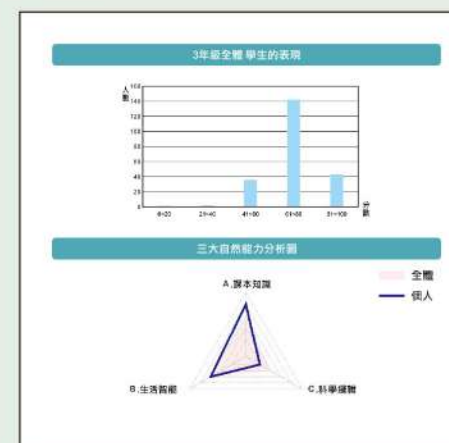 3年級全體 學生的表現
人數
160
140
120
100
80
60
40
20
0
0~20 21~40 41~60 61~80 81~100
分數
三大自然能力分析圖
全體
個人
A.課本知識
B.生活智能 C.科學邏輯